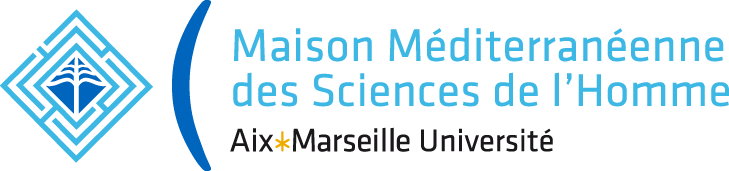 Maison Méditerranéenne
des Sciences de l'Homme
Aix*Marseille Université